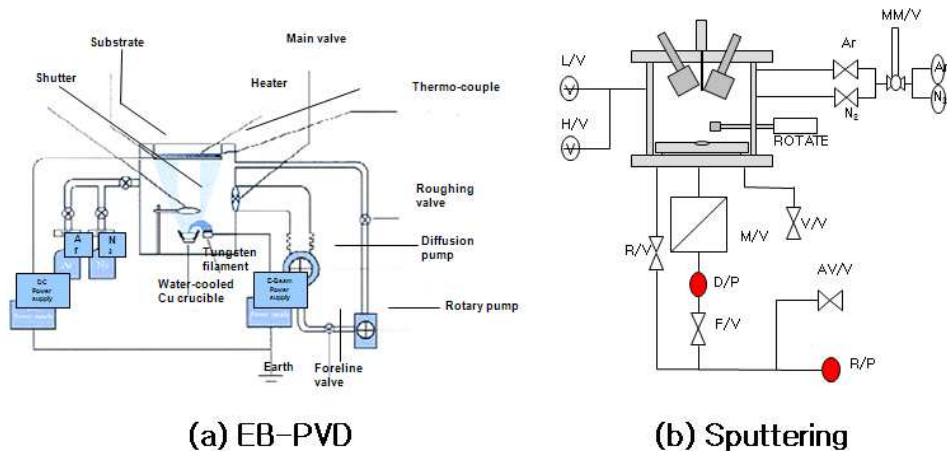 Substrate
Main valve
Shutter
Heater
Thermo-couple
Roughing valve
Diffusion
pump
Tungsten
filament
Water-cooled
Cu crucible
DC
Power
supply
E-Beam
Power
supply
Rotary pump
Earth
Foreline
valve
(a) EB-PVD
MM/V
L/V
Ar
Ar
H/V
N₂
N₂
ROTATE
R/V
M/V
V/V
D/P
AV/V
F/V
R/P
(b) Sputtering